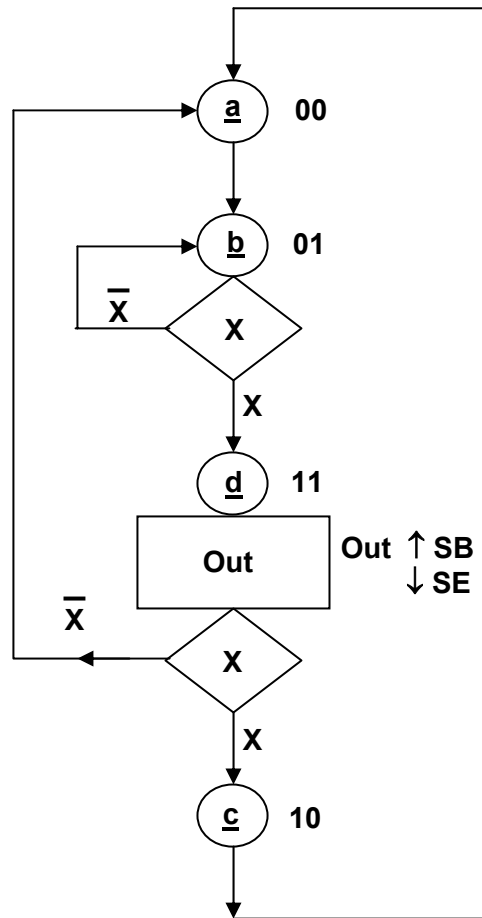 a 00
b 01
X̅
X
X
d 11
Out
Out ↑ SB
↓ SE
X̅
X
X
c 10